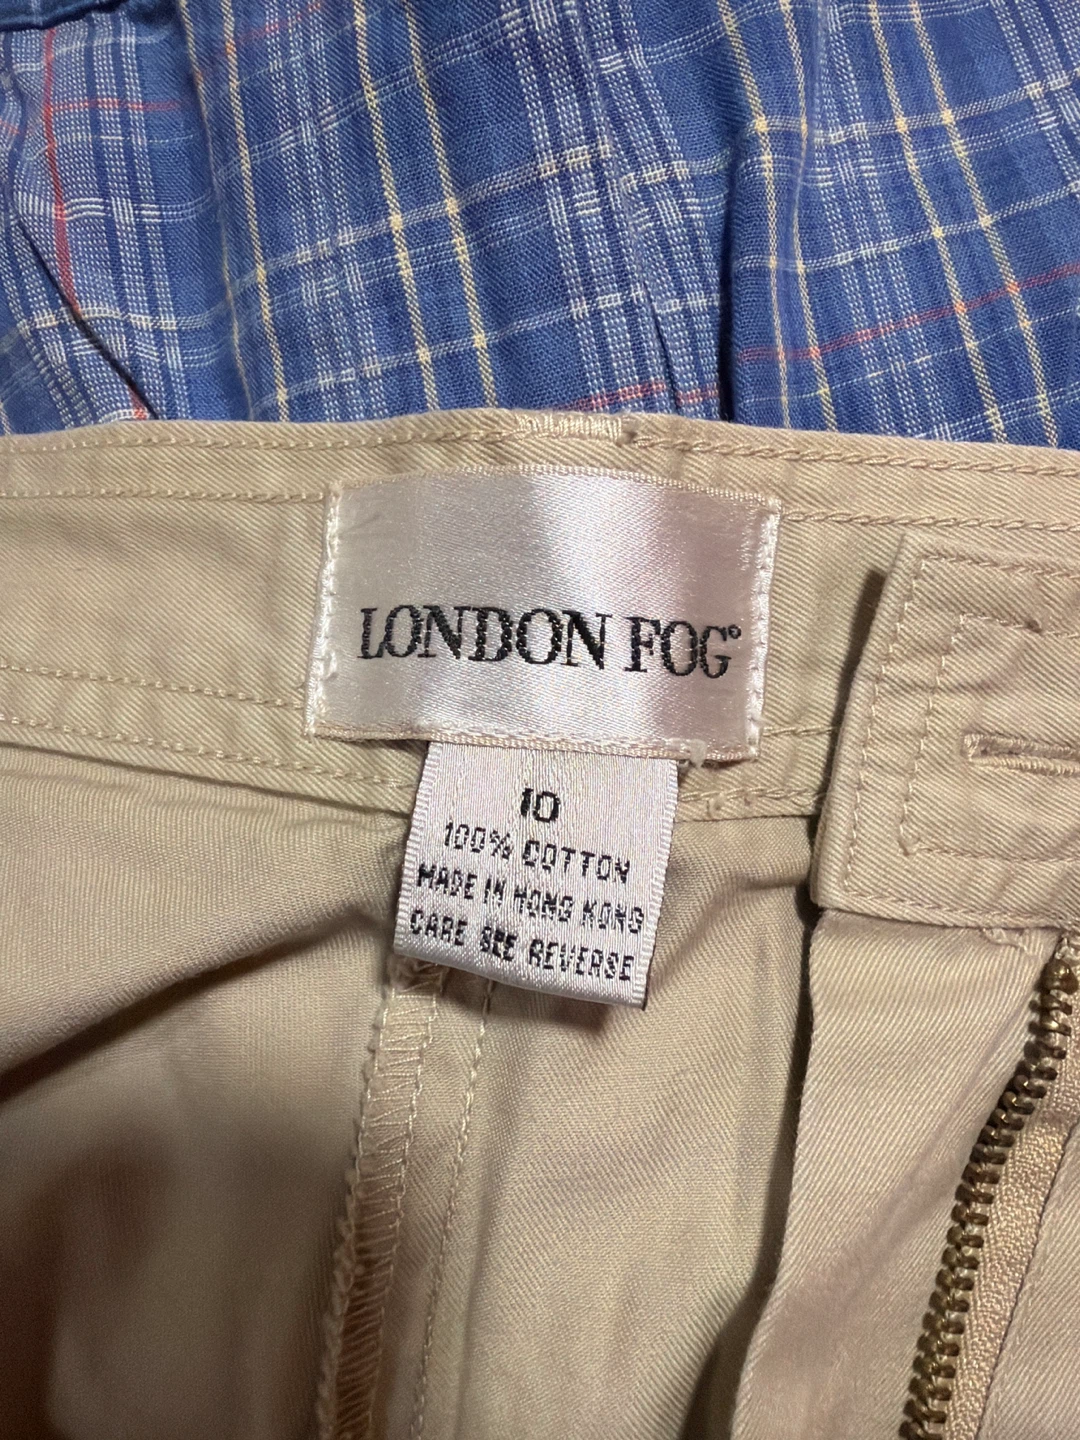 LONDON FOG®
10
100% COTTON
MADE IN HONG KONG
CARE SEE REVERSE